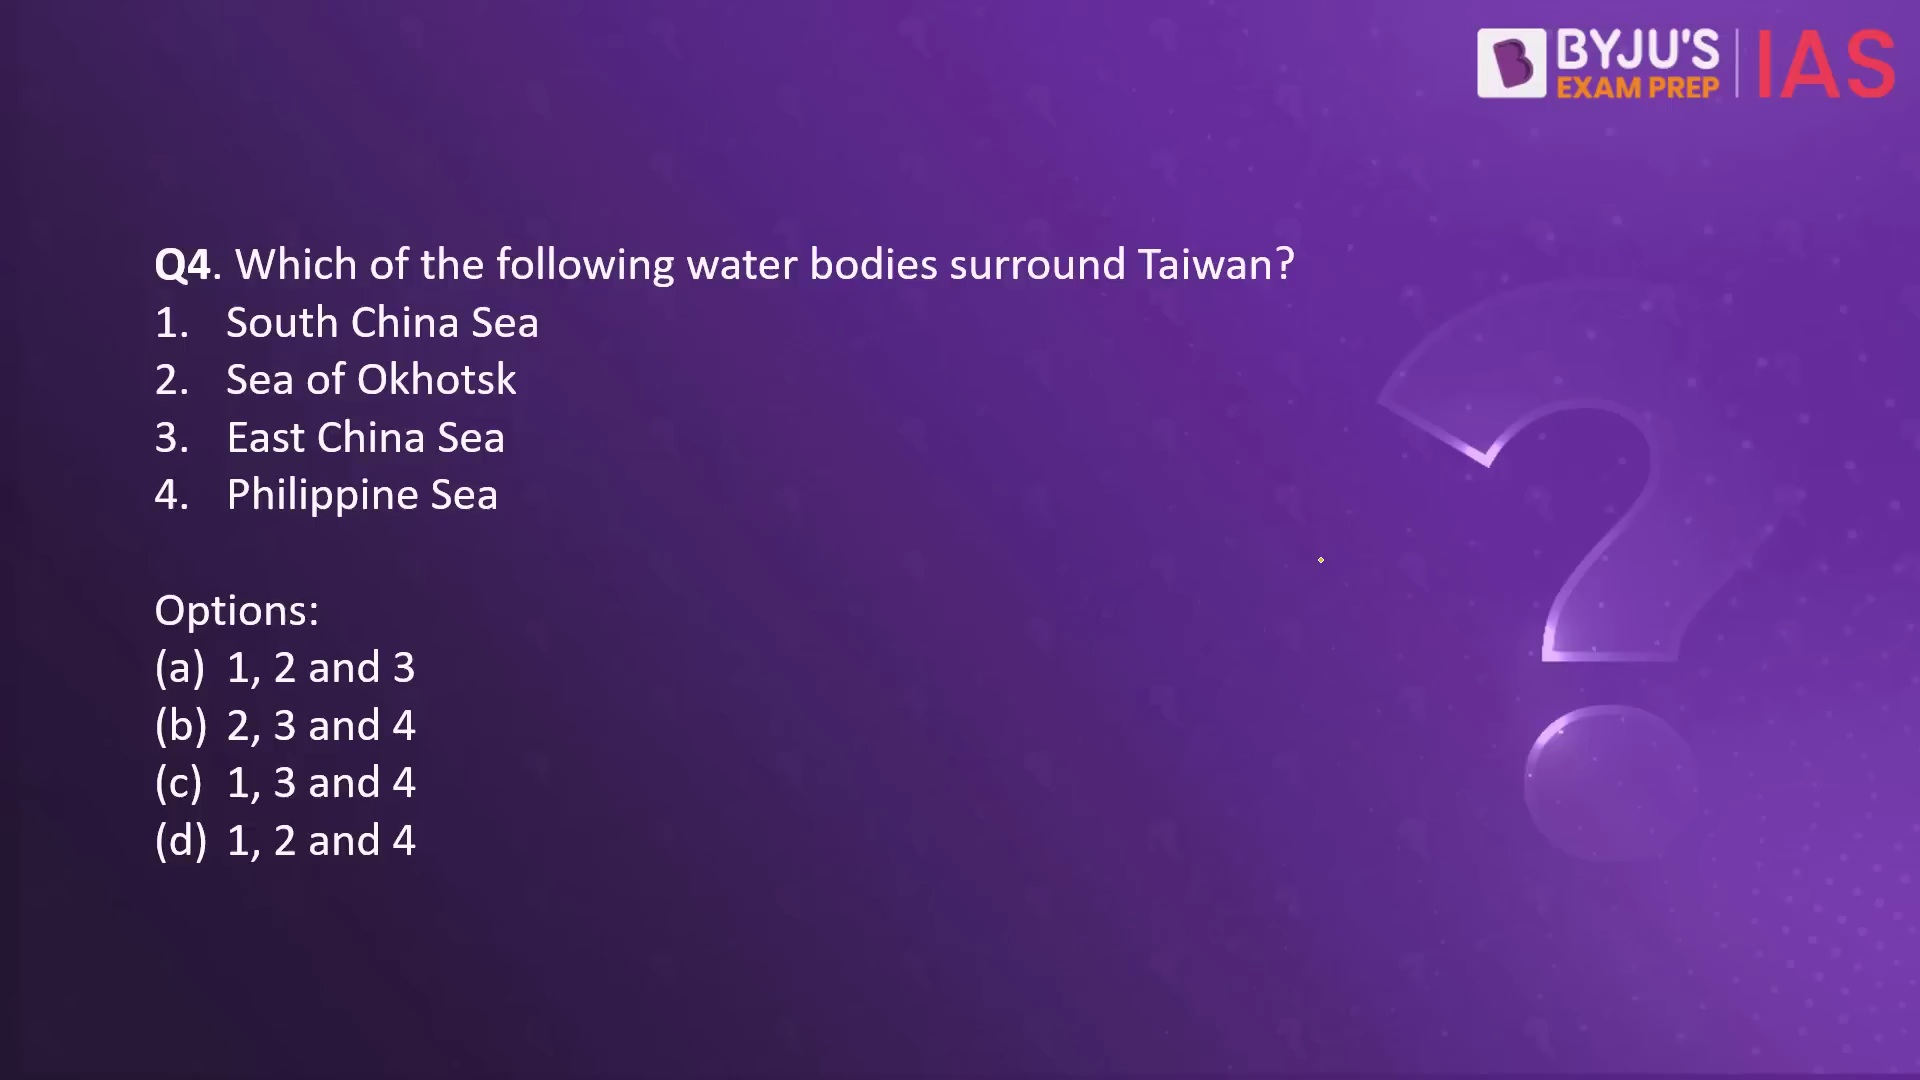 BYJU'S
EXAM PREP
IAS
Q4. Which of the following water bodies surround Taiwan?
1. South China Sea
2. Sea of Okhotsk
3. East China Sea
4. Philippine Sea
Options:
(a) 1, 2 and 3
(b) 2, 3 and 4
(c) 1, 3 and 4
(d) 1, 2 and 4